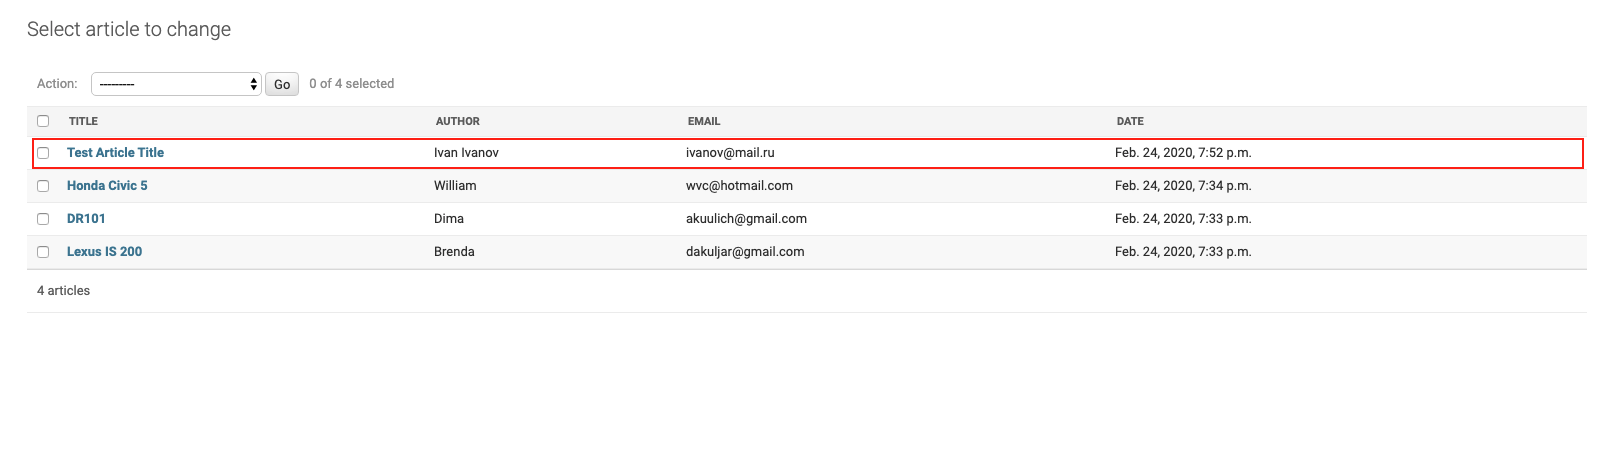 Select article to change
Action: --------- Go 0 of 4 selected
TITLE AUTHOR EMAIL DATE
Test Article Title Ivan Ivanov ivanov@mail.ru Feb. 24, 2020, 7:52 p.m.
Honda Civic 5 William wvc@hotmail.com Feb. 24, 2020, 7:34 p.m.
DR101 Dima akuulich@gmail.com Feb. 24, 2020, 7:33 p.m.
Lexus IS 200 Brenda dakuljar@gmail.com Feb. 24, 2020, 7:33 p.m.
4 articles